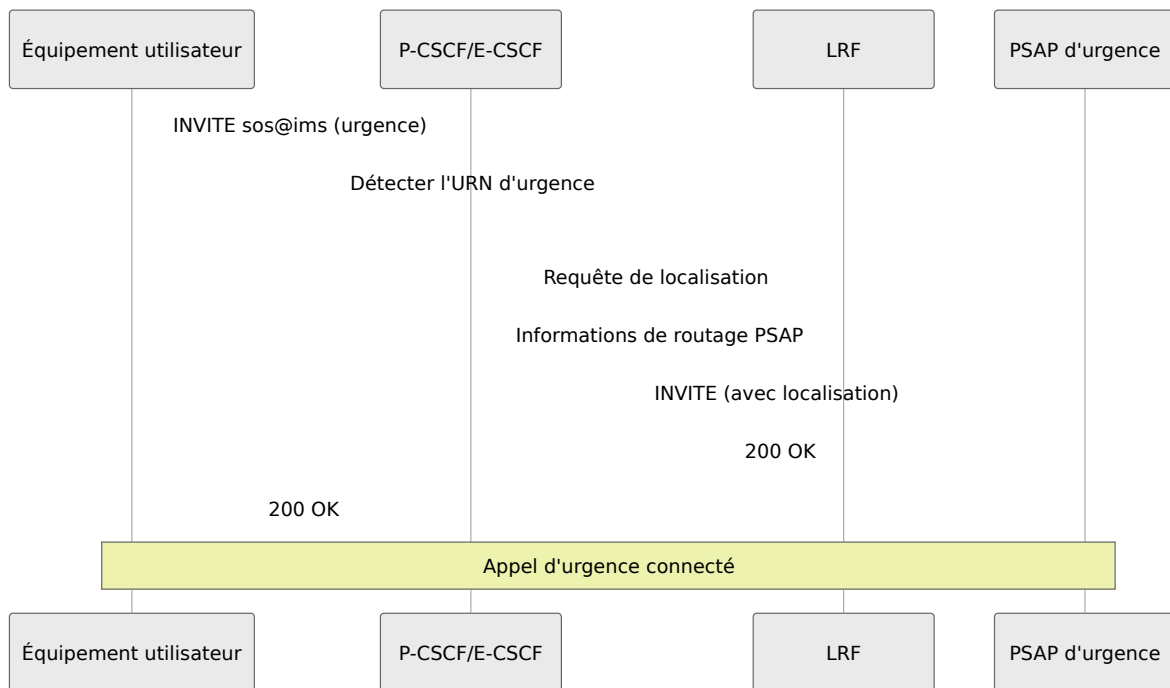 Équipement utilisateur
P-CSCF/E-CSCF
LRF
PSAP d'urgence
INVITE sos@ims (urgence)
Détecter l'URN d'urgence
Requête de localisation
Informations de routage PSAP
INVITE (avec localisation)
200 OK
200 OK
Appel d'urgence connecté
Équipement utilisateur
P-CSCF/E-CSCF
LRF
PSAP d'urgence